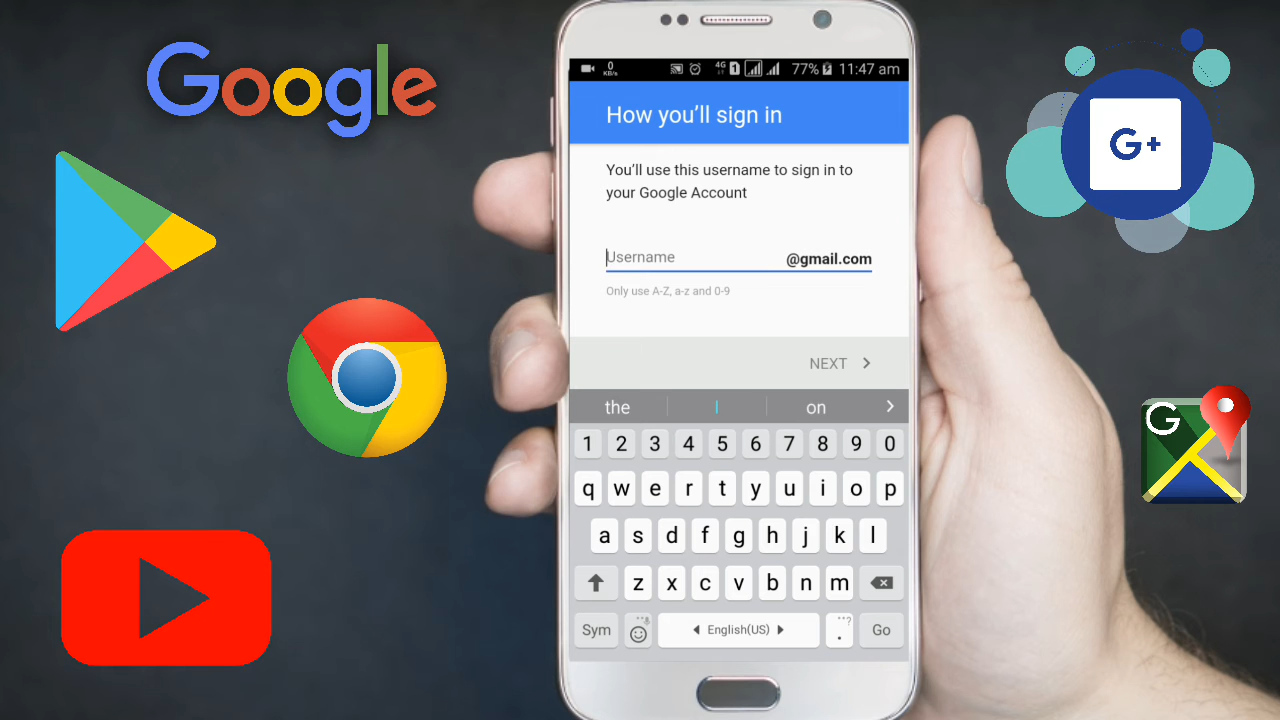 Google
0
KB/s
4G
1
77%
11:47 am
How you'll sign in
You'll use this username to sign in to
your Google Account
Username
@gmail.com
Only use A-Z, a-z and 0-9
NEXT
the I on
1 2 3 4 5 6 7 8 9 0
q w e r t y u i o p
a s d f g h j k l
z x c v b n m
Sym English(US) . Go
G+
G